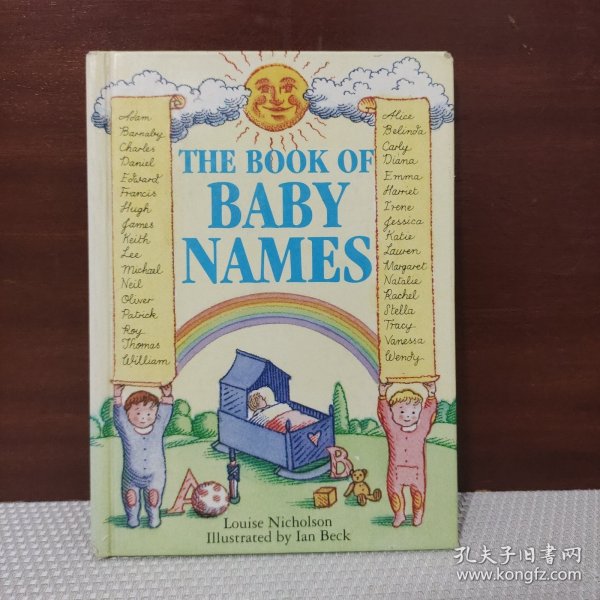 THE BOOK OF
BABY
NAMES
Adam
Barnaby
Charles
Daniel
Edward
Francis
Hugh
James
Keith
Lee
Michael
Neil
Oliver
Patrick
Roy
Thomas
William
Alice
Belinda
Carly
Diana
Emma
Harriet
Irene
Jessica
Katie
Lauren
Margaret
Natalie
Rachel
Stella
Tracy
Vanessa
Wendy
A
B
Louise Nicholson
Illustrated by Ian Beck
孔夫子旧书网
www.kongfz.com